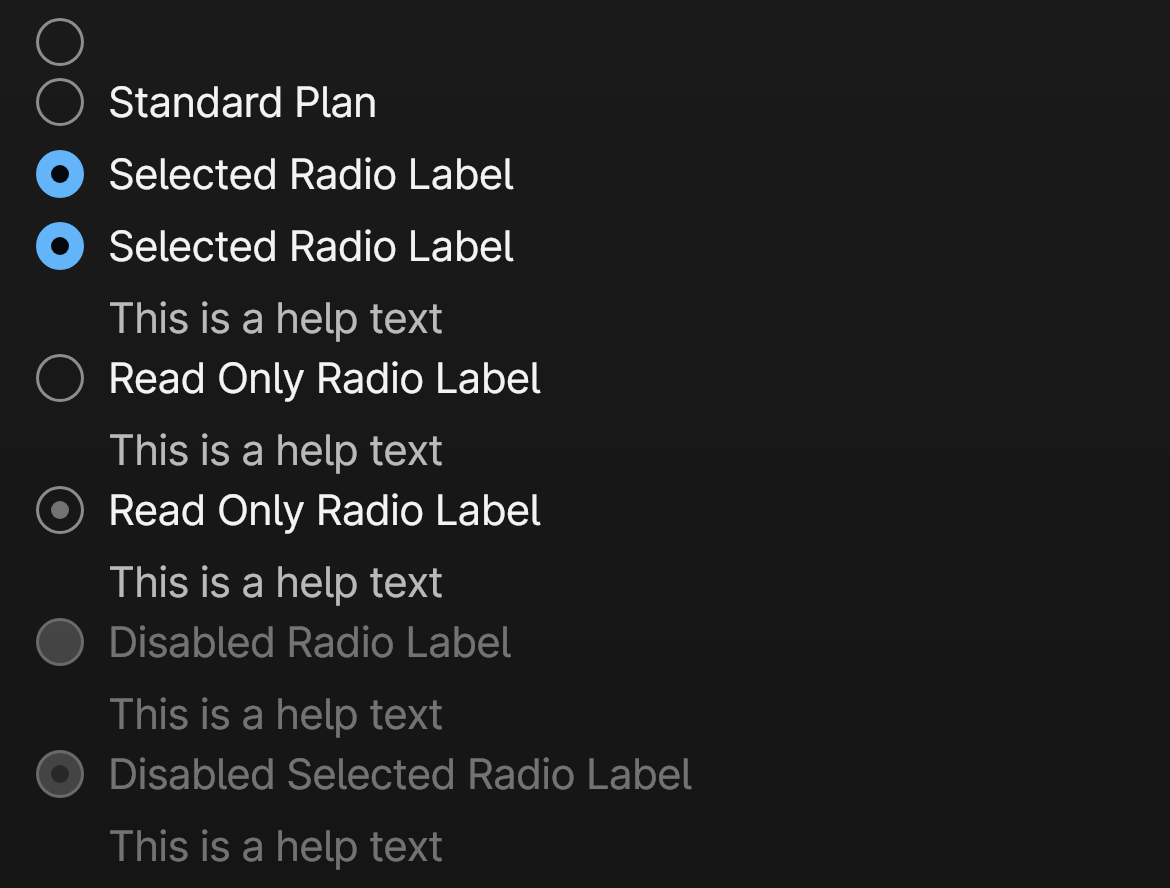 Standard Plan
Selected Radio Label
Selected Radio Label
This is a help text
Read Only Radio Label
This is a help text
Read Only Radio Label
This is a help text
Disabled Radio Label
This is a help text
Disabled Selected Radio Label
This is a help text